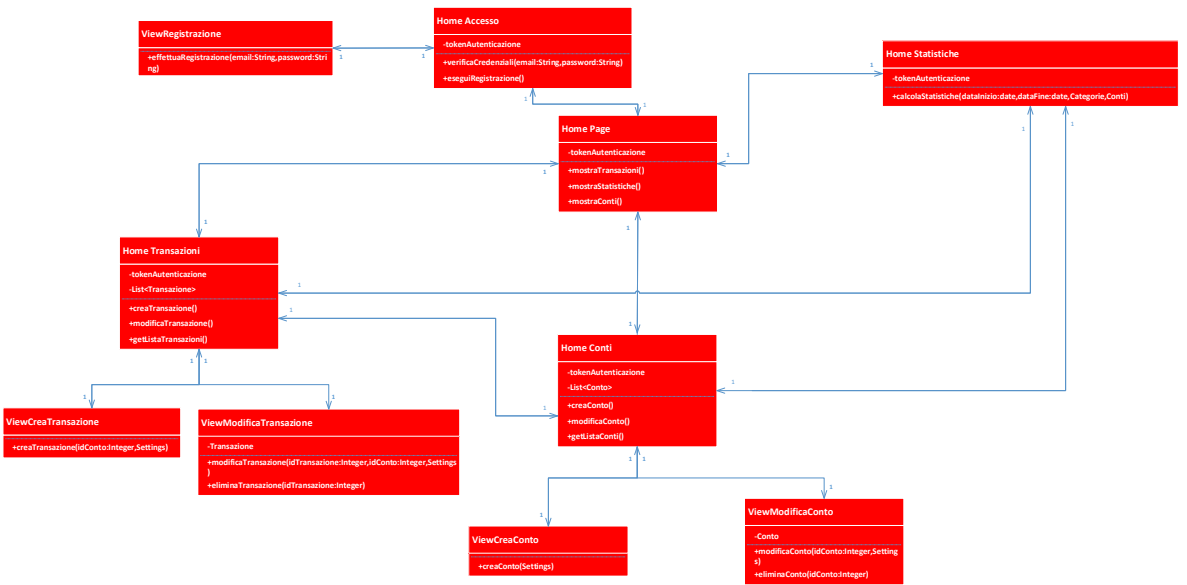 ViewRegistrazione
+effettuaRegistrazione(email:String,password:Stri
ng)
1
1
Home Accesso
-tokenAutenticazione
+verificaCredenziali(email:String,password:String)
+eseguiRegistrazione()
1
1
Home Statistiche
-tokenAutenticazione
+calcolaStatistiche(dataInizio:date,dataFine:date,Categorie,Conti)
1
1
1
Home Page
-tokenAutenticazione
+mostraTransazioni()
+mostraStatistiche()
+mostraConti()
1
1
1
1
Home Transazioni
-tokenAutenticazione
-List<Transazione>
+creaTransazione()
+modificaTransazione()
+getListaTransazioni()
1
1
1
1
Home Conti
-tokenAutenticazione
-List<Conto>
+creaConto()
+modificaConto()
+getListaConti()
1
1
1
1
1
1
ViewCreaTransazione
+creaTransazione(idConto:Integer,Settings)
1
ViewModificaTransazione
-Transazione
+modificaTransazione(idTransazione:Integer,idConto:Integer,Settings
)
+eliminaTransazione(idTransazione:Integer)
1
ViewCreaConto
+creaConto(Settings)
1
ViewModificaConto
-Conto
+modificaConto(idConto:Integer,Setting
s)
+eliminaConto(idConto:Integer)